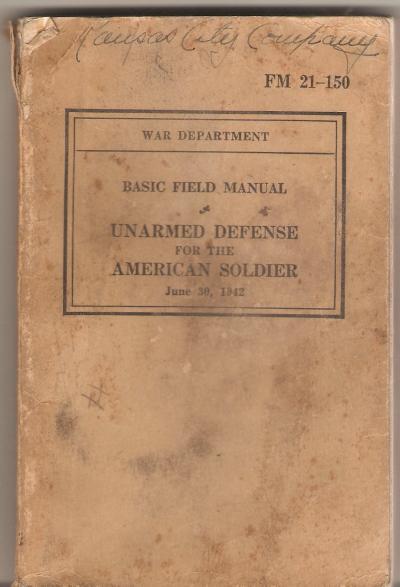 Kansas City Company
FM 21-150
WAR DEPARTMENT
BASIC FIELD MANUAL
UNARMED DEFENSE
FOR THE
AMERICAN SOLDIER
June 30, 1942